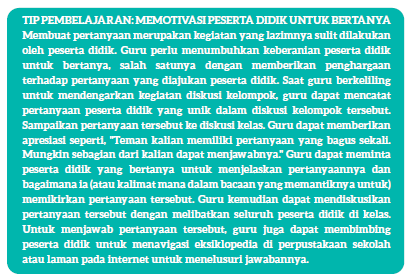 TIP PEMBELAJARAN: MEMOTIVASI PESERTA DIDIK UNTUK BERTANYA
Membuat pertanyaan merupakan kegiatan yang lazimnya sulit dilakukan
oleh peserta didik. Guru perlu menumbuhkan keberanian peserta didik
untuk bertanya, salah satunya dengan memberikan penghargaan
terhadap pertanyaan yang diajukan peserta didik. Saat guru berkeliling
untuk mendengarkan kegiatan diskusi kelompok, guru dapat mencatat
pertanyaan peserta didik yang unik dalam diskusi kelompok tersebut.
Sampaikan pertanyaan tersebut ke diskusi kelas. Guru dapat memberikan
apresiasi seperti, "Teman kalian memiliki pertanyaan yang bagus sekali.
Mungkin sebagian dari kalian dapat menjawabnya." Guru dapat meminta
peserta didik yang bertanya untuk menjelaskan pertanyaannya dan
bagaimana ia (atau kalimat mana dalam bacaan yang memantiknya untuk)
memikirkan pertanyaan tersebut. Guru kemudian dapat mendiskusikan
pertanyaan tersebut dengan melibatkan seluruh peserta didik di kelas.
Untuk menjawab pertanyaan tersebut, guru juga dapat membimbing
peserta didik untuk menavigasi eksiklopedia di perpustakaan sekolah
atau laman pada internet untuk menelusuri jawabannya.